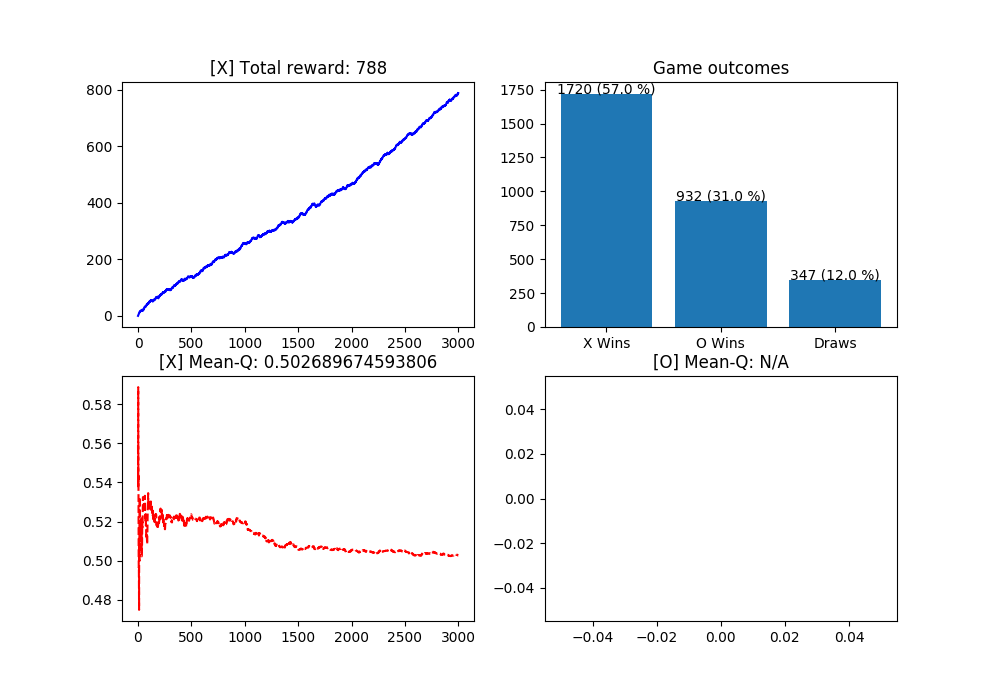 [X] Total reward: 788
800
600
400
200
0
0 500 1000 1500 2000 2500 3000
Game outcomes
1750
1500
1250
1000
750
500
250
0
1720 (57.0 %)
932 (31.0 %)
347 (12.0 %)
X Wins O Wins Draws
[X] Mean-Q: 0.502689674593806
0.58
0.56
0.54
0.52
0.50
0.48
0 500 1000 1500 2000 2500 3000
[O] Mean-Q: N/A
0.04
0.02
0.00
−0.02
−0.04
−0.04 −0.02 0.00 0.02 0.04